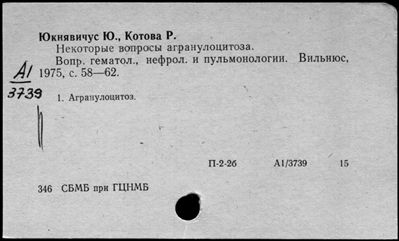 Юкнявичус Ю., Котова Р.
Некоторые вопросы агранулоцитоза.
Вопр. гематол., нефрол. и пульмонологии. Вильнюс,
1975, с. 58—62.
А1
3739
1. Агранулоцитоз.
П-2-2б А1/3739 15
346 СБМБ при ГЦНМБ